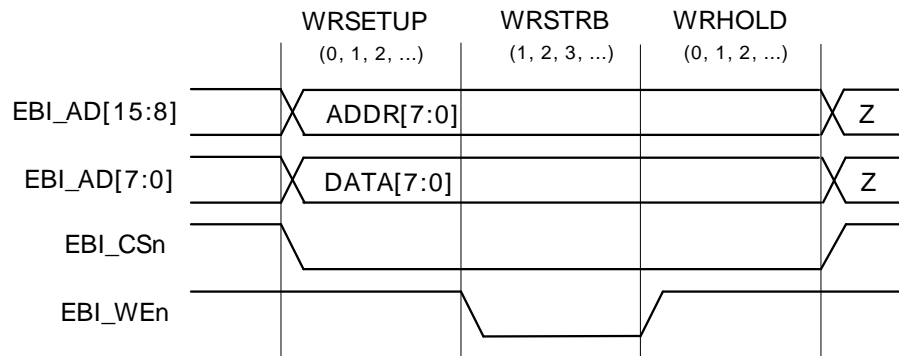 WRSETUP WRSTRB WRHOLD
(0, 1, 2, ...) (1, 2, 3, ...) (0, 1, 2, ...)
EBI_AD[15:8] ADDR[7:0] Z
EBI_AD[7:0] DATA[7:0] Z
EBI_CSn
EBI_WEn